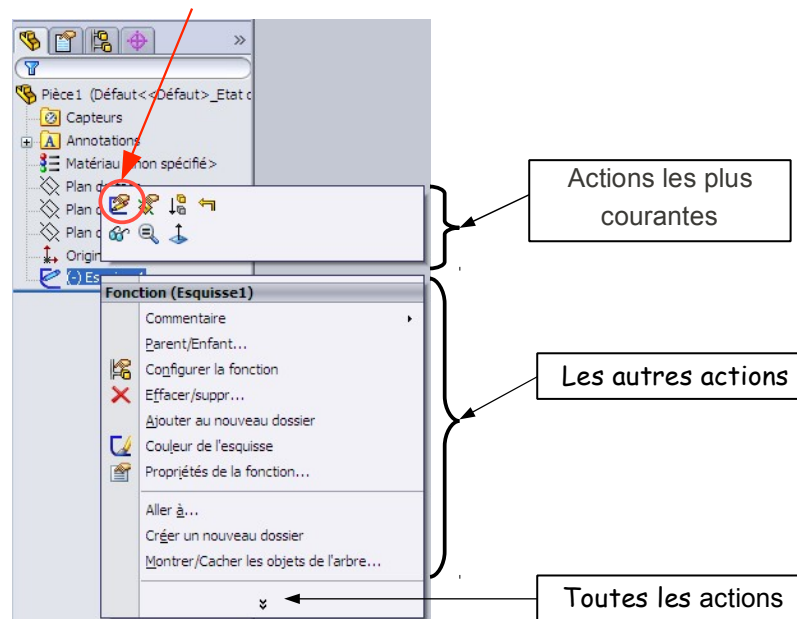 »
Pièce1 (Défaut<<Défaut>_Etat d
Capteurs
A Annotations
Matériau non spécifié>
Plan d
Plan d
Plan d
Origin
(-) Es
Fonction (Esquisse1)
Commentaire
Parent/Enfant...
Configurer la fonction
Effacer/suppr...
Ajouter au nouveau dossier
Couleur de l'esquisse
Propriétés de la fonction...
Aller à...
Créer un nouveau dossier
Montrer/Cacher les objets de l'arbre...
Actions les plus
courantes
Les autres actions
Toutes les actions